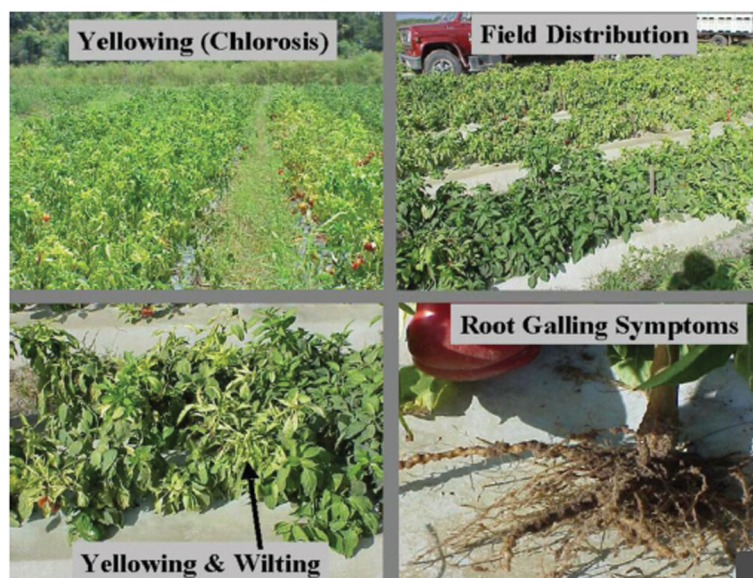 Yellowing (Chlorosis)
Field Distribution
Root Galling Symptoms
Yellowing & Wilting